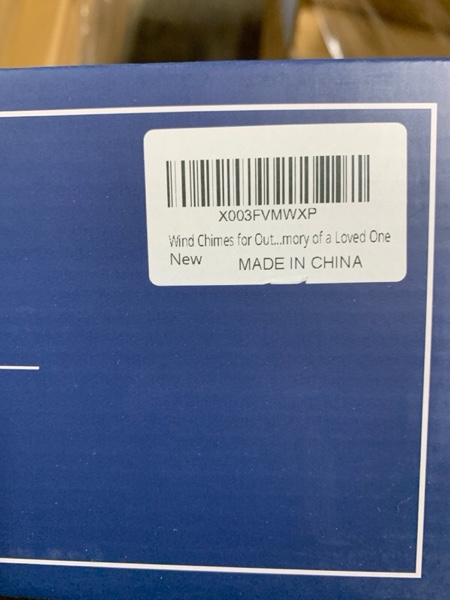 X003FVMWXP
Wind Chimes for Out...mory of a Loved One
New MADE IN CHINA